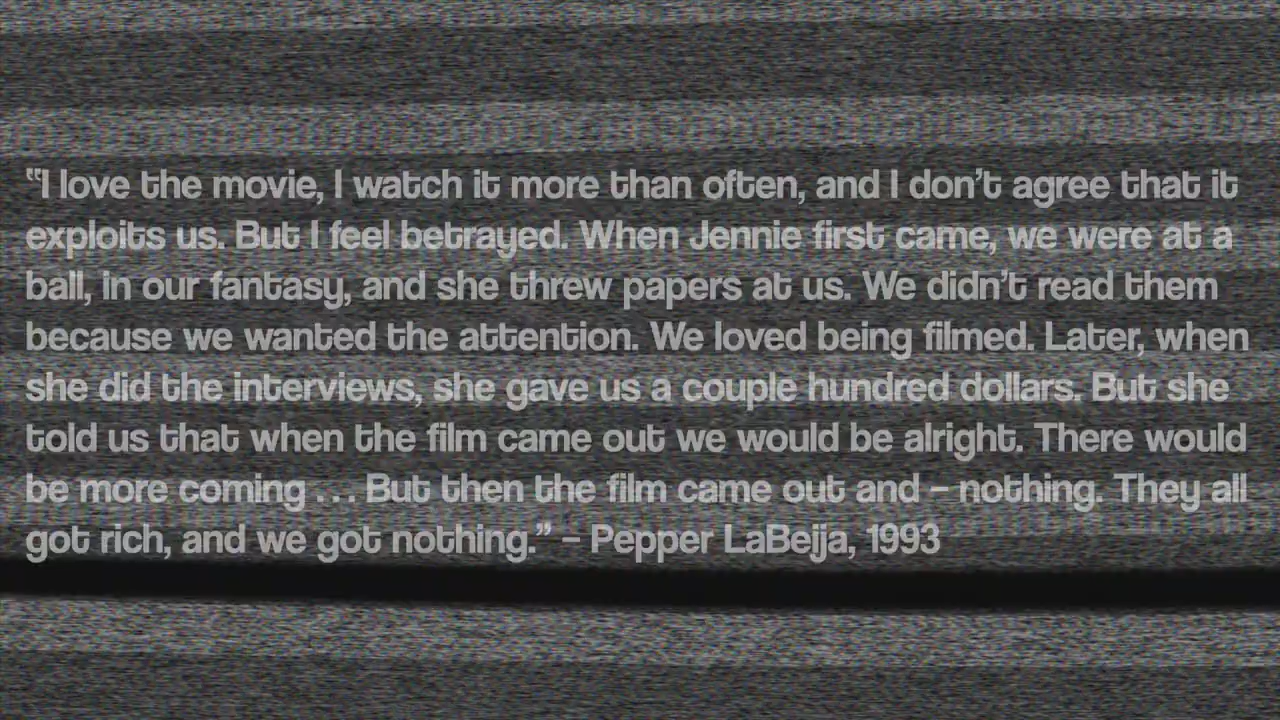 “I love the movie, I watch it more than often, and I don’t agree that it
exploits us. But I feel betrayed. When Jennie first came, we were at a
ball, in our fantasy, and she threw papers at us. We didn’t read them
because we wanted the attention. We loved being filmed. Later, when
she did the interviews, she gave us a couple hundred dollars. But she
told us that when the film came out we would be alright. There would
be more coming . . . But then the film came out and – nothing. They all
got rich, and we got nothing.” – Pepper LaBeija, 1993